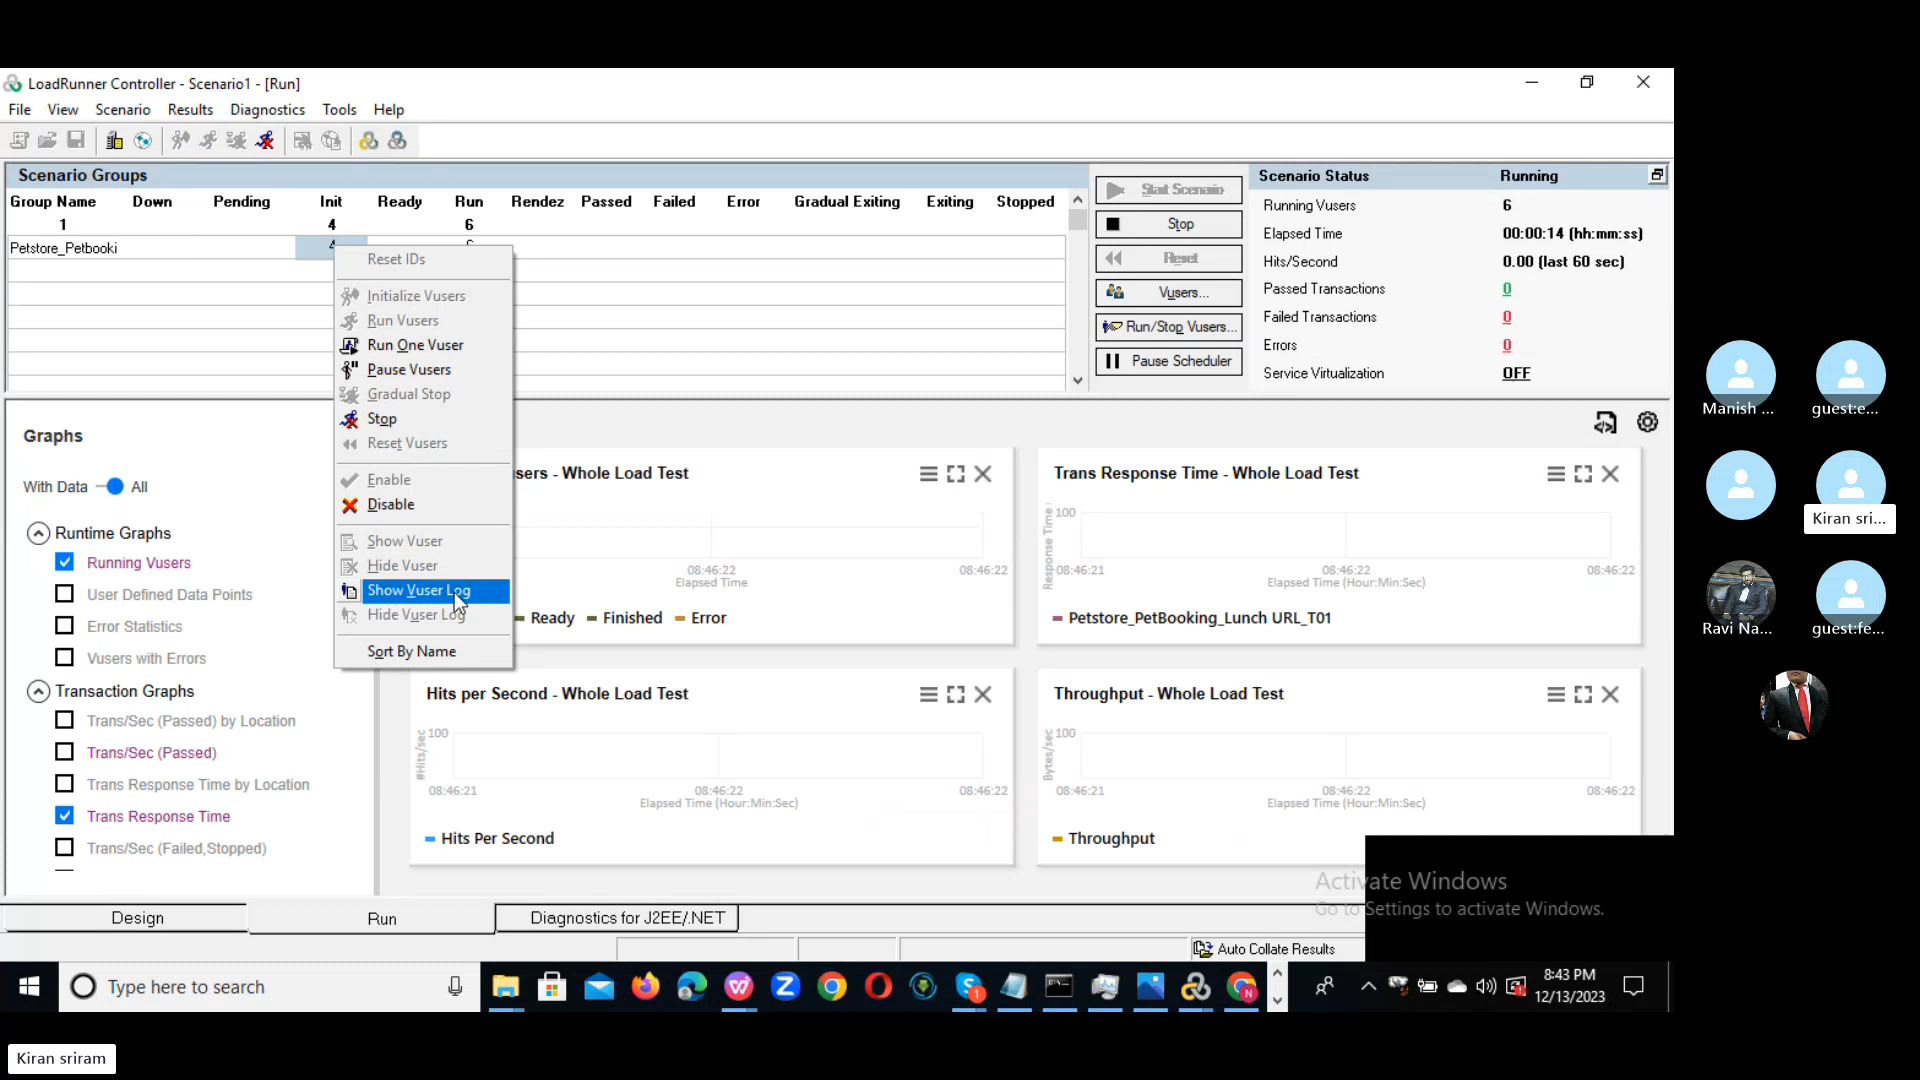 LoadRunner Controller - Scenario1 - [Run]
File View Scenario Results Diagnostics Tools Help
Scenario Groups
Group Name Down Pending Init Ready Run Rendez Passed Failed Error Gradual Exiting Exiting Stopped
1 4 6
Petstore_Petbooki
Reset IDs
Initialize Vusers
Run Vusers
Run One Vuser
Pause Vusers
Gradual Stop
Stop
Reset Vusers
Enable
Disable
Show Vuser
Hide Vuser
Show Vuser Log
Hide Vuser Log
Sort By Name
Start Scenario
Stop
Reset
Vusers...
Run/Stop Vusers...
Pause Scheduler
Scenario Status Running
Running Vusers 6
Elapsed Time 00:00:14 (hh:mm:ss)
Hits/Second 0.00 (last 60 sec)
Passed Transactions 0
Failed Transactions 0
Errors 0
Service Virtualization OFF
Graphs
With Data All
Runtime Graphs
Running Vusers
User Defined Data Points
Error Statistics
Vusers with Errors
Transaction Graphs
Trans/Sec (Passed) by Location
Trans/Sec (Passed)
Trans Response Time by Location
Trans Response Time
Trans/Sec (Failed,Stopped)
sers - Whole Load Test
08:46:22 08:46:22
Elapsed Time
Ready Finished Error
Trans Response Time - Whole Load Test
Response Time
100
08:46:21 08:46:22 08:46:22
Elapsed Time (Hour:Min:Sec)
Petstore_PetBooking_Lunch URL_T01
Hits per Second - Whole Load Test
#Hits/sec
100
08:46:21 08:46:22 08:46:22
Elapsed Time (Hour:Min:Sec)
Hits Per Second
Throughput - Whole Load Test
Bytes/sec
100
08:46:21 08:46:22 08:46:22
Elapsed Time (Hour:Min:Sec)
Throughput
Activate Windows
Go to Settings to activate Windows.
Design Run Diagnostics for J2EE/.NET
Auto Collate Results
Type here to search
8:43 PM
12/13/2023
Manish ...
guest:e...
Kiran sri...
Ravi Na...
guest:fe...
Kiran sriram